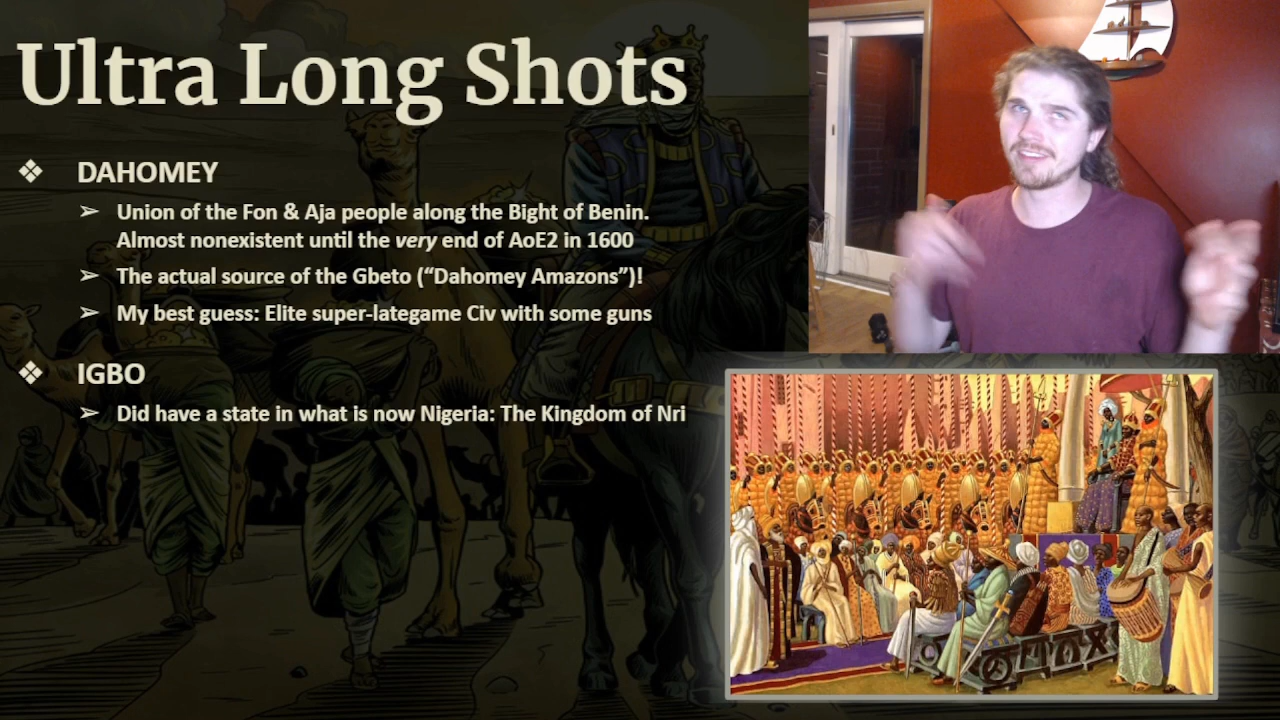 Ultra Long Shots
❖ DAHOMEY
➢ Union of the Fon & Aja people along the Bight of Benin.
Almost nonexistent until the very end of AoE2 in 1600
➢ The actual source of the Gbeto (“Dahomey Amazons”)!
➢ My best guess: Elite super-lategame Civ with some guns
❖ IGBO
➢ Did have a state in what is now Nigeria: The Kingdom of Nri